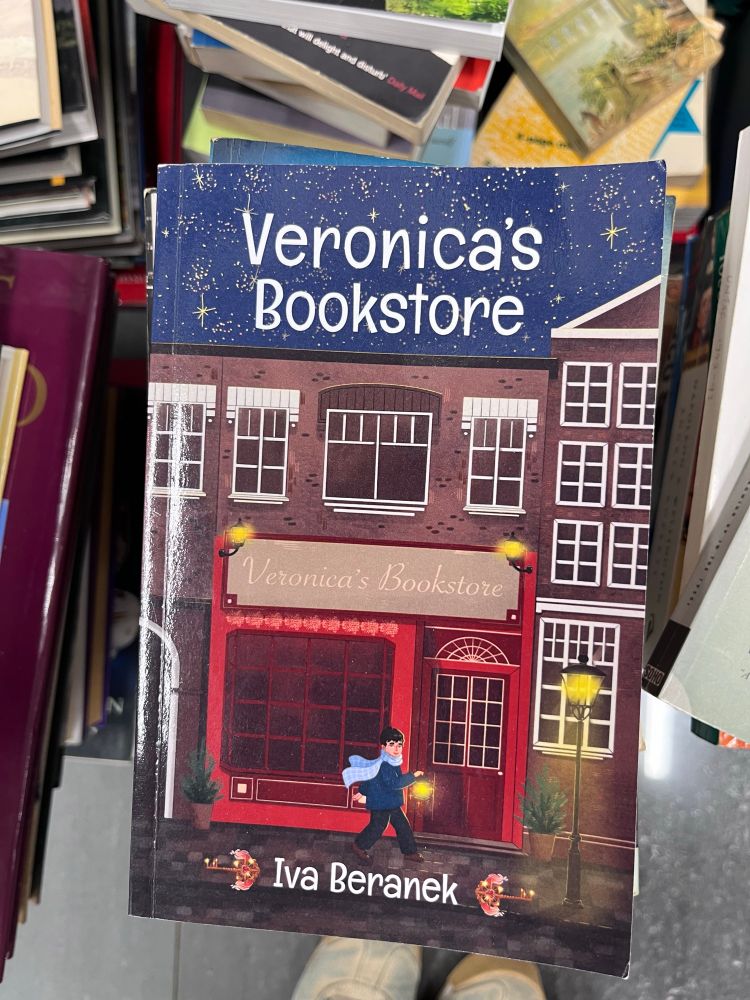 will delight and disturb' Daily Mail
Veronica's
Bookstore
Veronica's Bookstore
Iva Beranek